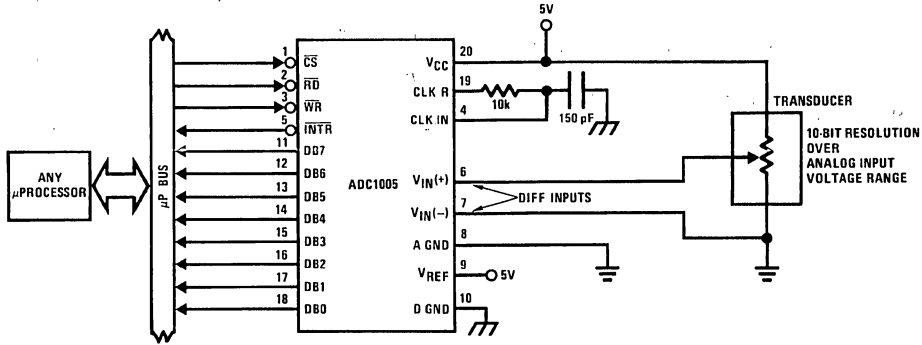 5V
1
CS
2
RD
3
WR
5
INTR
11
DB7
12
DB6
13
DB5
14
DB4
15
DB3
16
DB2
17
DB1
18
DB0
ANY
μPROCESSOR
μP BUS
ADC1005
20
VCC
19
CLK R
10k
4
CLK IN
150 pF
6
VIN(+)
DIFF INPUTS
7
VIN(−)
8
A GND
9
VREF
5V
10
D GND
TRANSDUCER
10-BIT RESOLUTION
OVER
ANALOG INPUT
VOLTAGE RANGE